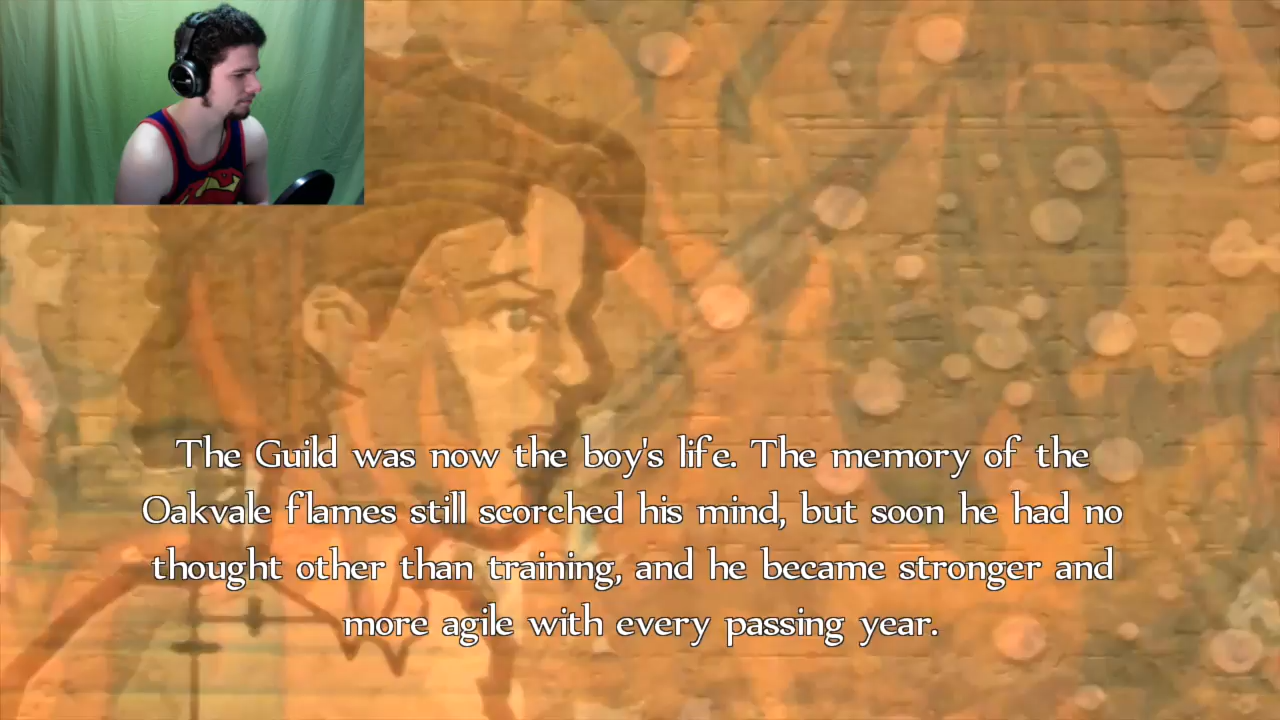 The Guild was now the boy's life. The memory of the
Oakvale flames still scorched his mind, but soon he had no
thought other than training, and he became stronger and
more agile with every passing year.